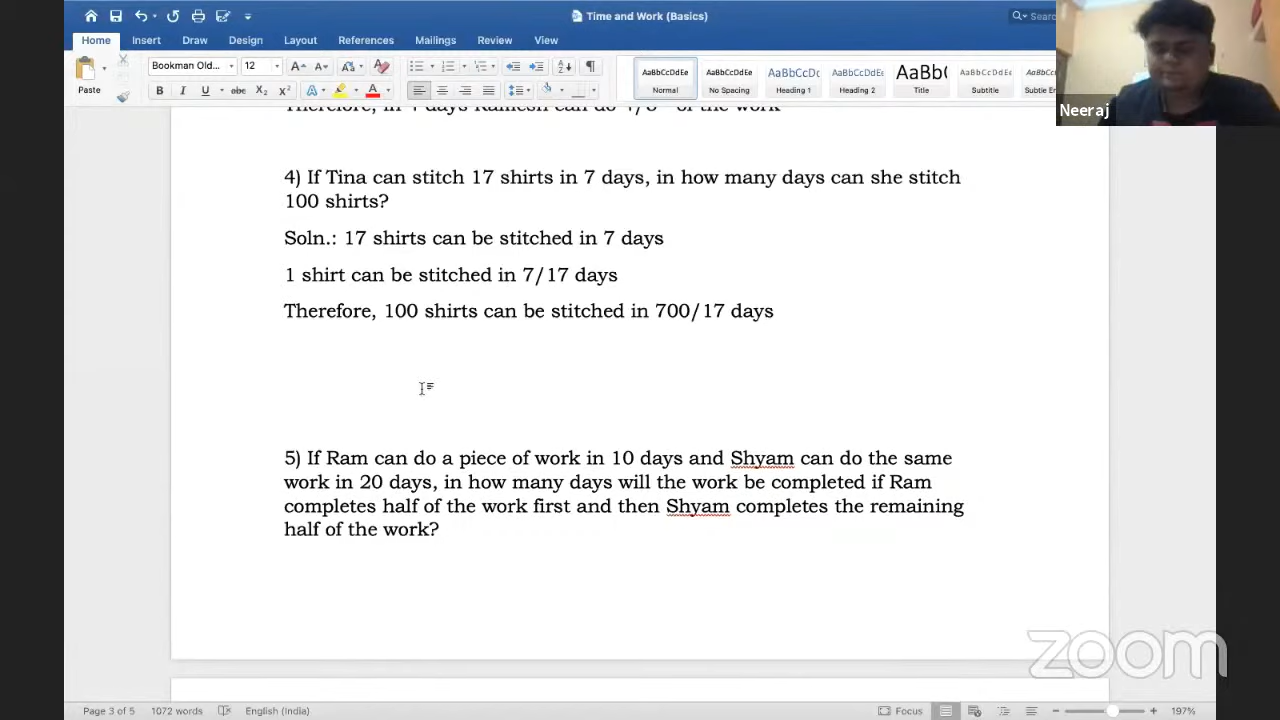 Time and Work (Basics)
Home Insert Draw Design Layout References Mailings Review View
Paste
Bookman Old... 12
AaBbCcDdEe AaBbCcDdEe AaBbCcDc AaBbCcDdEe AaBb( AaBbCcDdEe
Normal No Spacing Heading 1 Heading 2 Title Subtitle
Neeraj
4) If Tina can stitch 17 shirts in 7 days, in how many days can she stitch
100 shirts?
Soln.: 17 shirts can be stitched in 7 days
1 shirt can be stitched in 7/17 days
Therefore, 100 shirts can be stitched in 700/17 days
5) If Ram can do a piece of work in 10 days and Shyam can do the same
work in 20 days, in how many days will the work be completed if Ram
completes half of the work first and then Shyam completes the remaining
half of the work?
zoom
Page 3 of 5 1072 words English (India) Focus 197%